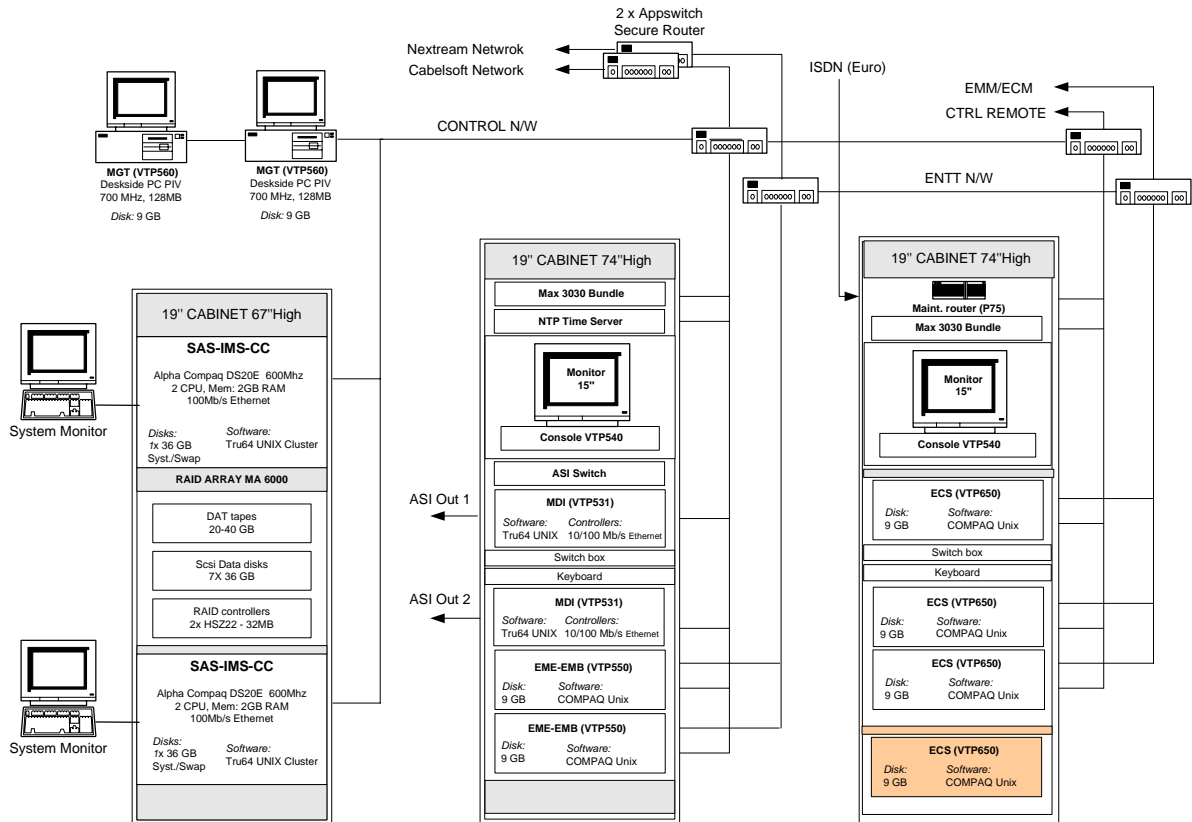 2 x Appswitch
Secure Router
Nextream Netwrok
Cabelsoft Network
ISDN (Euro)
EMM/ECM
CTRL REMOTE
CONTROL N/W
ENTT N/W
MGT (VTP560)
Deskside PC PIV
700 MHz, 128MB
Disk: 9 GB
MGT (VTP560)
Deskside PC PIV
700 MHz, 128MB
Disk: 9 GB
System Monitor
System Monitor
19" CABINET 67"High
SAS-IMS-CC
Alpha Compaq DS20E 600Mhz
2 CPU, Mem: 2GB RAM
100Mb/s Ethernet
Disks: Software:
1x 36 GB Tru64 UNIX Cluster
Syst./Swap
RAID ARRAY MA 6000
DAT tapes
20-40 GB
Scsi Data disks
7X 36 GB
RAID controllers
2x HSZ22 - 32MB
SAS-IMS-CC
Alpha Compaq DS20E 600Mhz
2 CPU, Mem: 2GB RAM
100Mb/s Ethernet
Disks:
1x 36 GB Software:
Syst./Swap Tru64 UNIX Cluster
ASI Out 1
ASI Out 2
19" CABINET 74"High
Max 3030 Bundle
NTP Time Server
Monitor
15"
Console VTP540
ASI Switch
MDI (VTP531)
Software: Controllers:
Tru64 UNIX 10/100 Mb/s Ethernet
Switch box
Keyboard
MDI (VTP531)
Software: Controllers:
Tru64 UNIX 10/100 Mb/s Ethernet
EME-EMB (VTP550)
Disk: Software:
9 GB COMPAQ Unix
EME-EMB (VTP550)
Disk: Software:
9 GB COMPAQ Unix
19" CABINET 74"High
Maint. router (P75)
Max 3030 Bundle
Monitor
15"
Console VTP540
ECS (VTP650)
Disk: Software:
9 GB COMPAQ Unix
Switch box
Keyboard
ECS (VTP650)
Disk: Software:
9 GB COMPAQ Unix
ECS (VTP650)
Disk: Software:
9 GB COMPAQ Unix
ECS (VTP650)
Disk: Software:
9 GB COMPAQ Unix